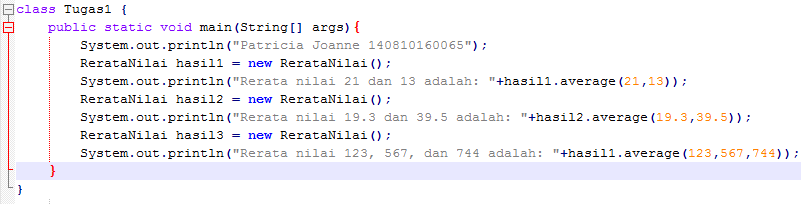 class Tugas1 {
public static void main(String[] args){
System.out.println("Patricia Joanne 140810160065");
RerataNilai hasil1 = new RerataNilai();
System.out.println("Rerata nilai 21 dan 13 adalah: "+hasil1.average(21,13));
RerataNilai hasil2 = new RerataNilai();
System.out.println("Rerata nilai 19.3 dan 39.5 adalah: "+hasil2.average(19.3,39.5));
RerataNilai hasil3 = new RerataNilai();
System.out.println("Rerata nilai 123, 567, dan 744 adalah: "+hasil1.average(123,567,744));
}
}